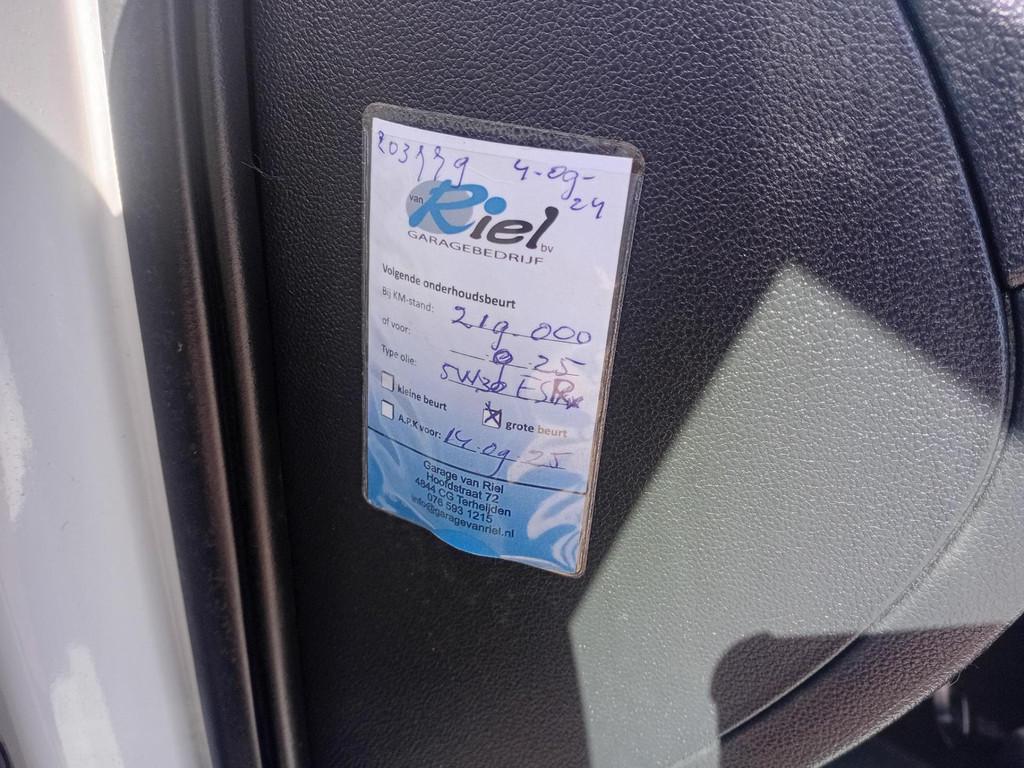 203779 4-09-24
van Riel bv
GARAGEBEDRIJF
Volgende onderhoudsbeurt
Bij KM-stand: 219.000
of voor: 25
Type olie: 5W30
kleine beurt grote beurt
A.P.K voor: 14.09.25
Garage van Riel
Hoofdstraat 72
4844 CG Terheijden
076 593 1215
info@garagevanriel.nl